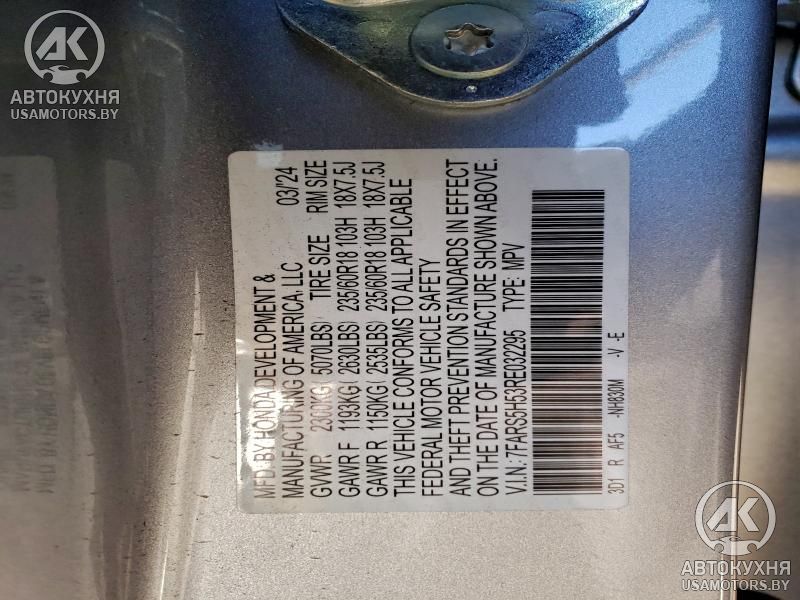 AK
АВТОКУХНЯ
USAMOTORS.BY
MFD. BY HONDA DEVELOPMENT &
MANUFACTURING OF AMERICA, LLC 03/24
GVWR 2300KG( 5070LBS) TIRE SIZE RIM SIZE
GAWR F 1193KG( 2630LBS) 235/60R18 103H 18X7.5J
GAWR R 1150KG( 2535LBS) 235/60R18 103H 18X7.5J
THIS VEHICLE CONFORMS TO ALL APPLICABLE
FEDERAL MOTOR VEHICLE SAFETY
AND THEFT PREVENTION STANDARDS IN EFFECT
ON THE DATE OF MANUFACTURE SHOWN ABOVE.
V.I.N.: 7FARS5H53RE032295 TYPE: MPV
3D1 R AF5 -NH830M -V -E
AK
АВТОКУХНЯ
USAMOTORS.BY